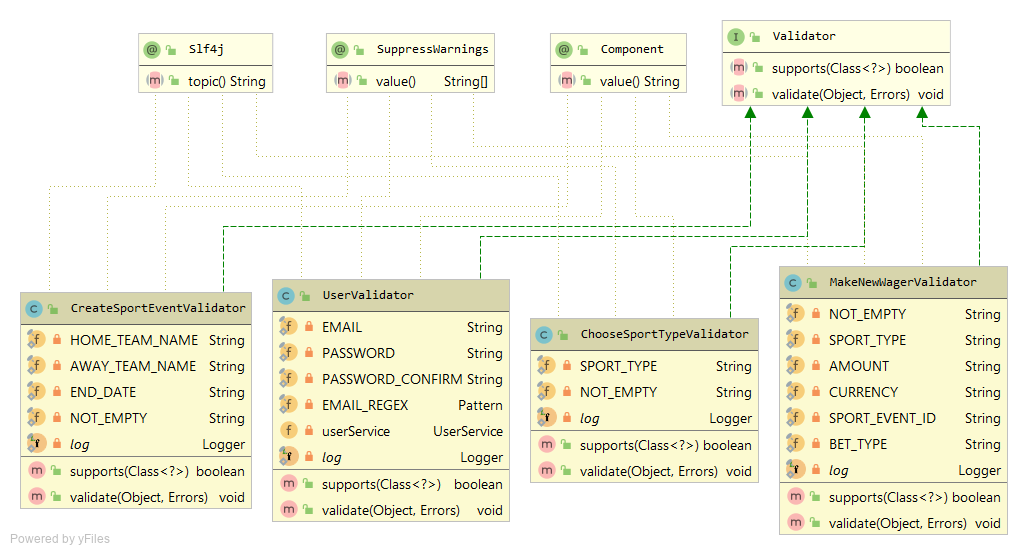 Slf4j
topic() String
SuppressWarnings
value() String[]
Component
value() String
Validator
supports(Class<?>) boolean
validate(Object, Errors) void
CreateSportEventValidator
HOME_TEAM_NAME String
AWAY_TEAM_NAME String
END_DATE String
NOT_EMPTY String
log Logger
supports(Class<?>) boolean
validate(Object, Errors) void
UserValidator
EMAIL String
PASSWORD String
PASSWORD_CONFIRM String
EMAIL_REGEX Pattern
userService UserService
log Logger
supports(Class<?>) boolean
validate(Object, Errors) void
ChooseSportTypeValidator
SPORT_TYPE String
NOT_EMPTY String
log Logger
supports(Class<?>) boolean
validate(Object, Errors) void
MakeNewWagerValidator
NOT_EMPTY String
SPORT_TYPE String
AMOUNT String
CURRENCY String
SPORT_EVENT_ID String
BET_TYPE String
log Logger
supports(Class<?>) boolean
validate(Object, Errors) void
Powered by yFiles